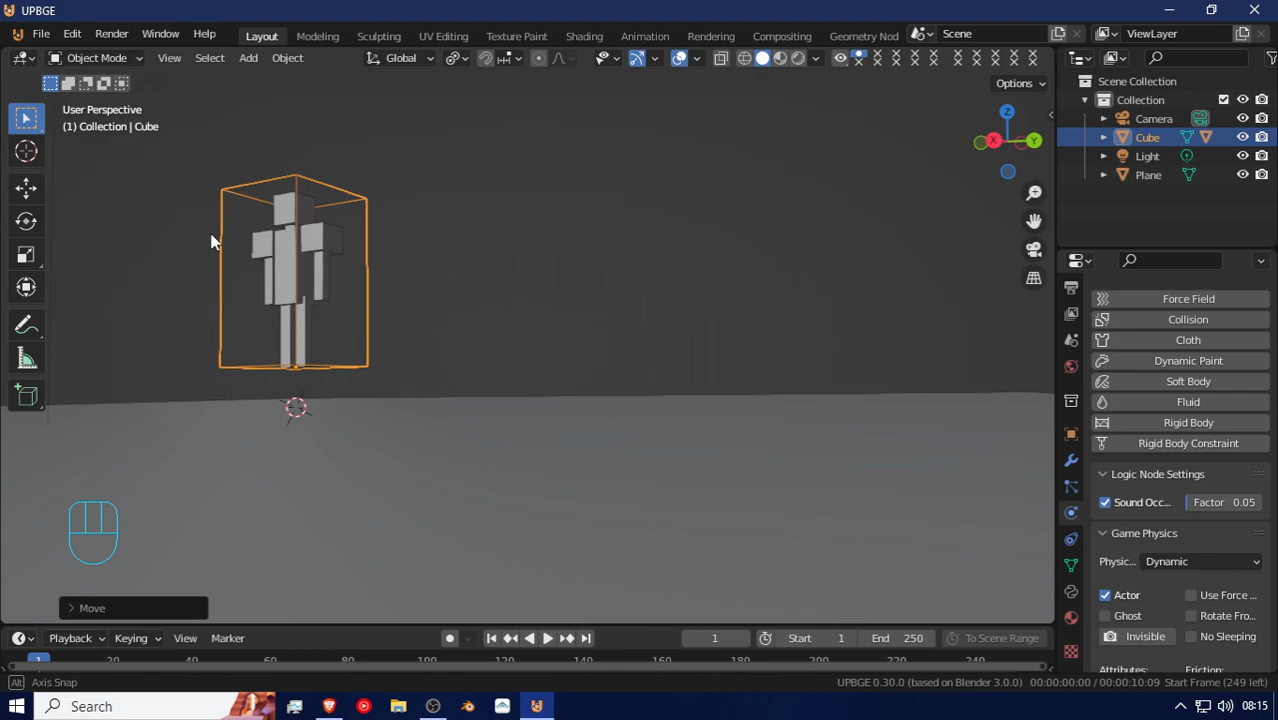 UPBGE
File Edit Render Window Help Layout Modeling Sculpting UV Editing Texture Paint Shading Animation Rendering Compositing Geometry Nod Scene ViewLayer
Object Mode View Select Add Object Global
Options
User Perspective
(1) Collection | Cube
Z
X Y
Scene Collection
Collection
Camera
Cube
Light
Plane
Force Field
Collision
Cloth
Dynamic Paint
Soft Body
Fluid
Rigid Body
Rigid Body Constraint
Logic Node Settings
Sound Occ... Factor 0.05
Game Physics
Physic... Dynamic
Actor Use Force ...
Ghost Rotate Fro...
Invisible No Sleeping
Attributes: Friction:
Move
Playback Keying View Marker 1 Start 1 End 250 To Scene Range
1 20 40 60 80 100 120 140 160 180 200 220 240
Alt Axis Snap UPBGE 0.30.0 (based on Blender 3.0.0) 00:00:00:00 / 00:00:10:09 Start Frame (249 left)
Search 08:15